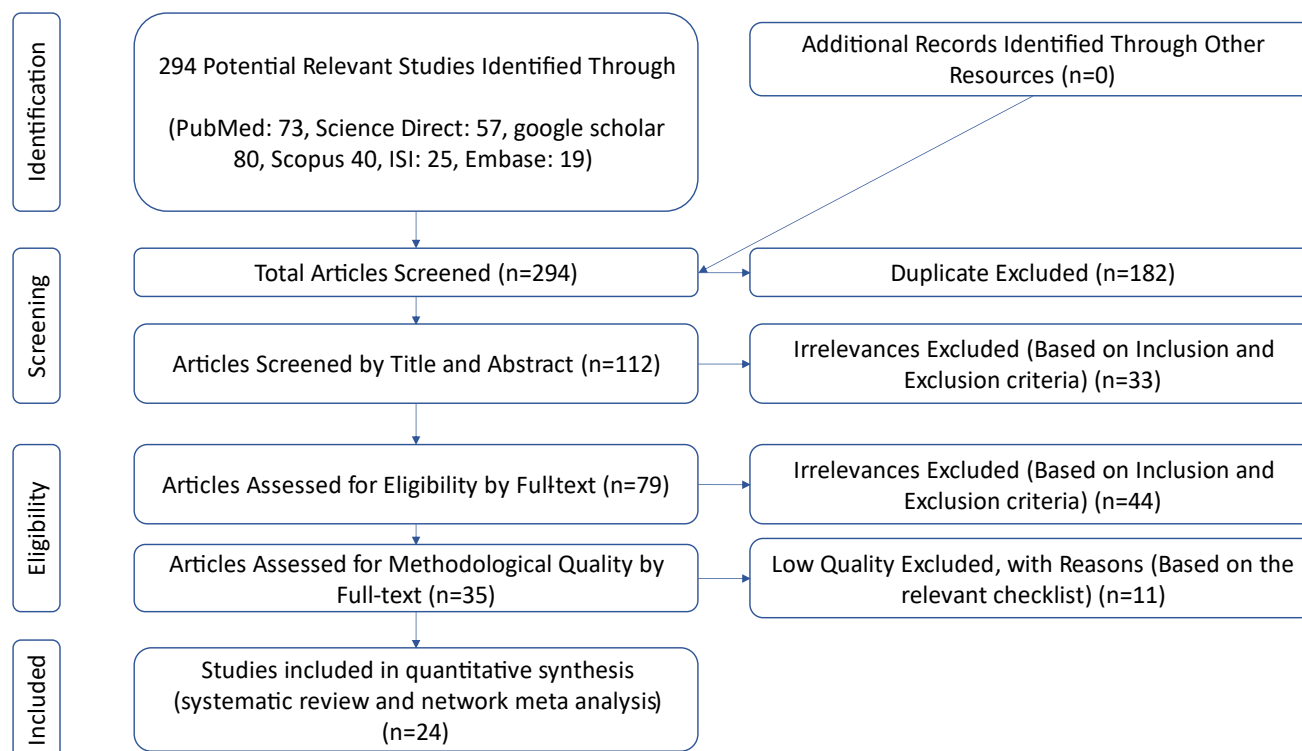 Identification
294 Potential Relevant Studies Identified Through
(PubMed: 73, Science Direct: 57, google scholar
80, Scopus 40, ISI: 25, Embase: 19)
Additional Records Identified Through Other
Resources (n=0)
Screening
Total Articles Screened (n=294)
Duplicate Excluded (n=182)
Articles Screened by Title and Abstract (n=112)
Irrelevances Excluded (Based on Inclusion and
Exclusion criteria) (n=33)
Eligibility
Articles Assessed for Eligibility by Full-text (n=79)
Irrelevances Excluded (Based on Inclusion and
Exclusion criteria) (n=44)
Articles Assessed for Methodological Quality by
Full-text (n=35)
Low Quality Excluded, with Reasons (Based on the
relevant checklist) (n=11)
Included
Studies included in quantitative synthesis
(systematic review and network meta analysis)
(n=24)